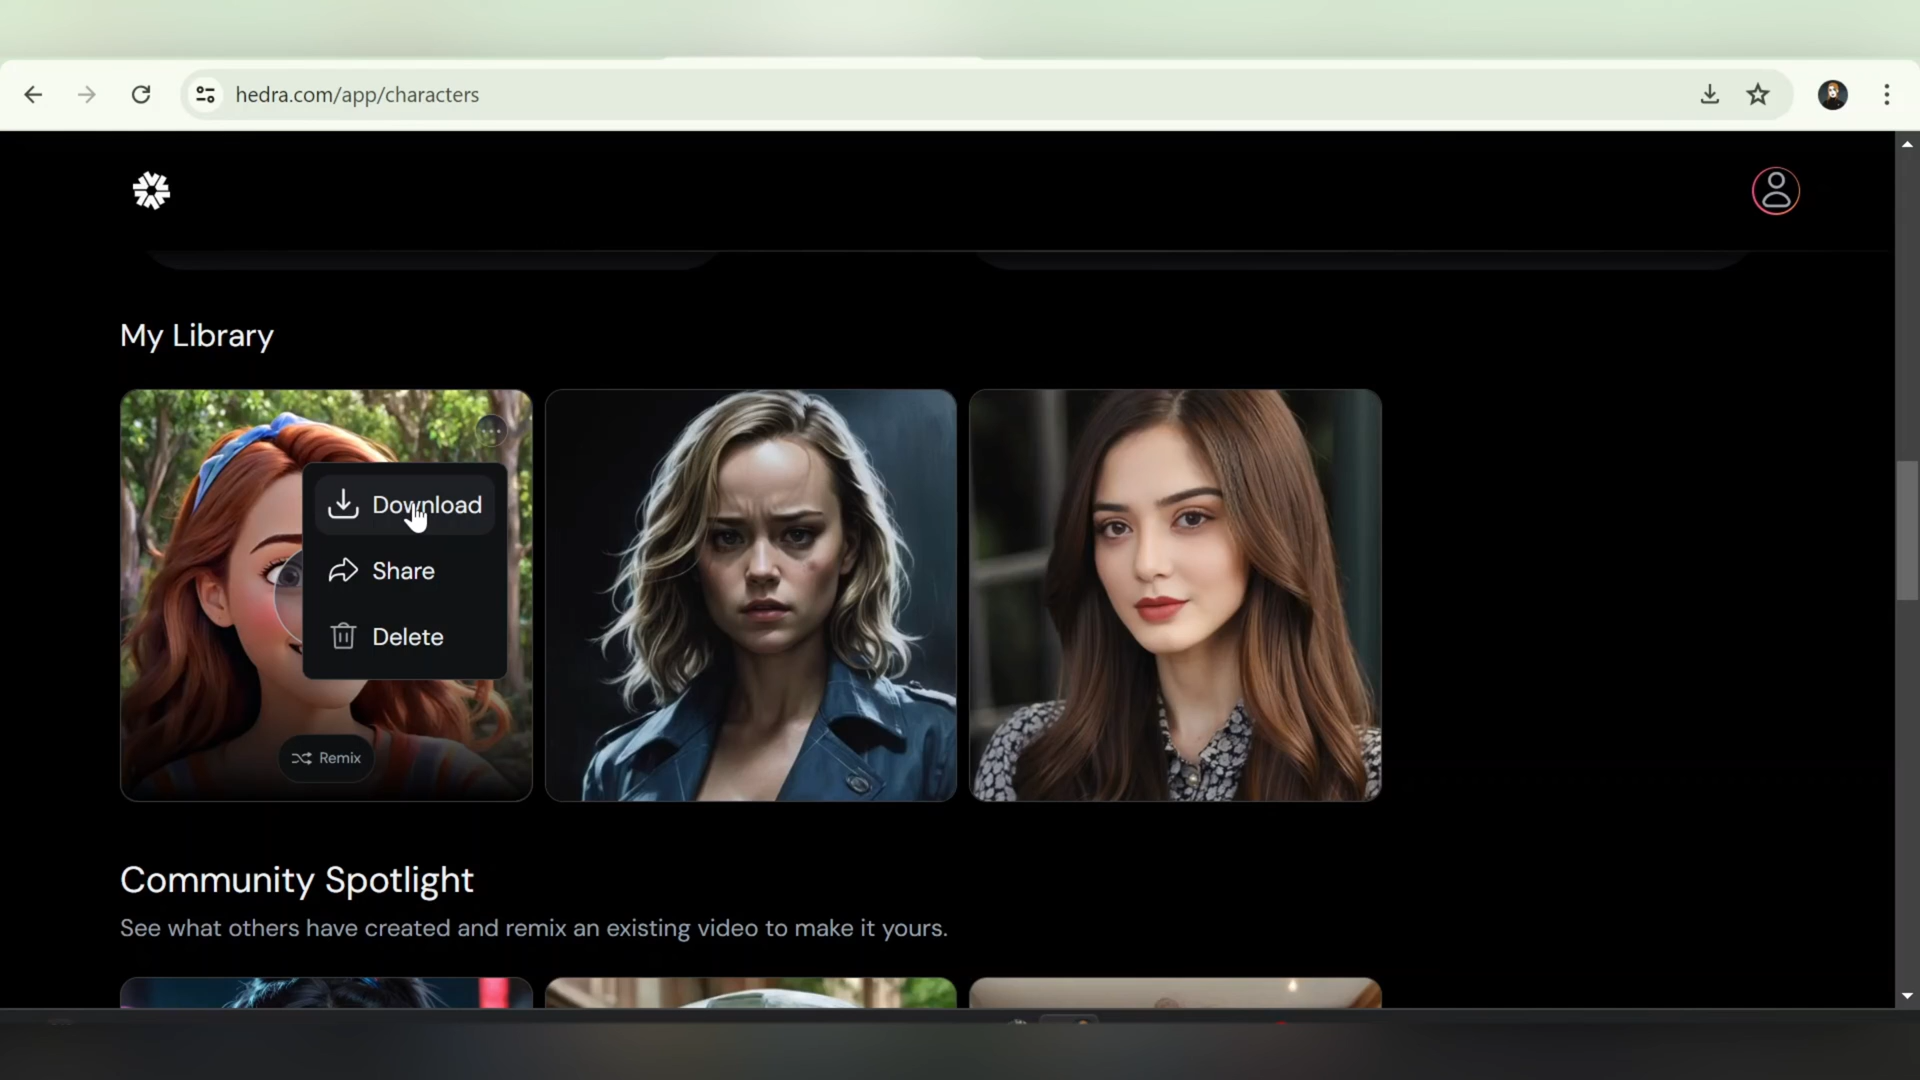 hedra.com/app/characters
My Library
Download
Share
Delete
Remix
Community Spotlight
See what others have created and remix an existing video to make it yours.